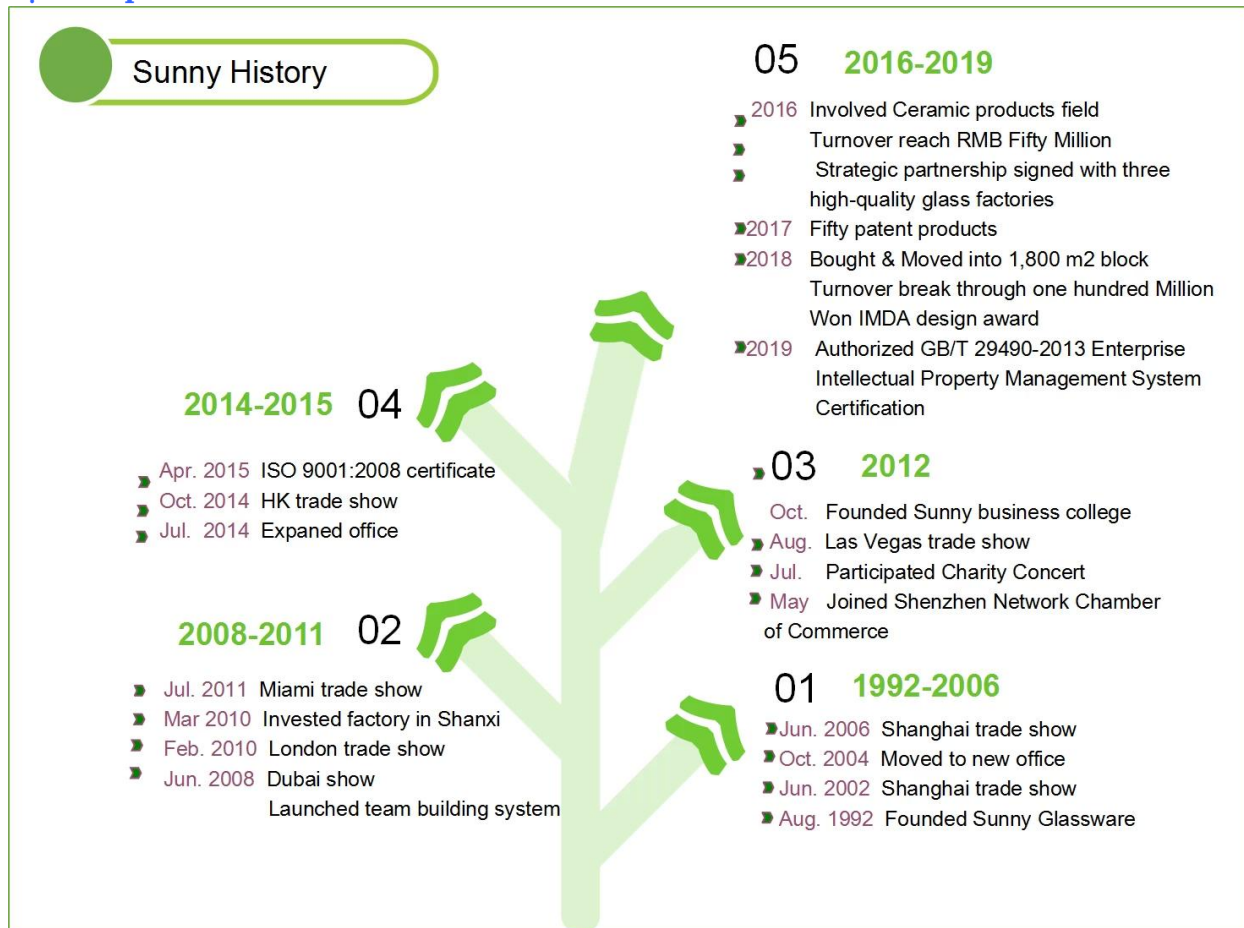 Sunny History
05 2016-2019
2016 Involved Ceramic products field
Turnover reach RMB Fifty Million
Strategic partnership signed with three
high-quality glass factories
2017 Fifty patent products
2018 Bought & Moved into 1,800 m2 block
Turnover break through one hundred Million
Won IMDA design award
2019 Authorized GB/T 29490-2013 Enterprise
Intellectual Property Management System
Certification
2014-2015 04
Apr. 2015 ISO 9001:2008 certificate
Oct. 2014 HK trade show
Jul. 2014 Expaned office
03 2012
Oct. Founded Sunny business college
Aug. Las Vegas trade show
Jul. Participated Charity Concert
May Joined Shenzhen Network Chamber
of Commerce
2008-2011 02
Jul. 2011 Miami trade show
Mar 2010 Invested factory in Shanxi
Feb. 2010 London trade show
Jun. 2008 Dubai show
Launched team building system
01 1992-2006
Jun. 2006 Shanghai trade show
Oct. 2004 Moved to new office
Jun. 2002 Shanghai trade show
Aug. 1992 Founded Sunny Glassware